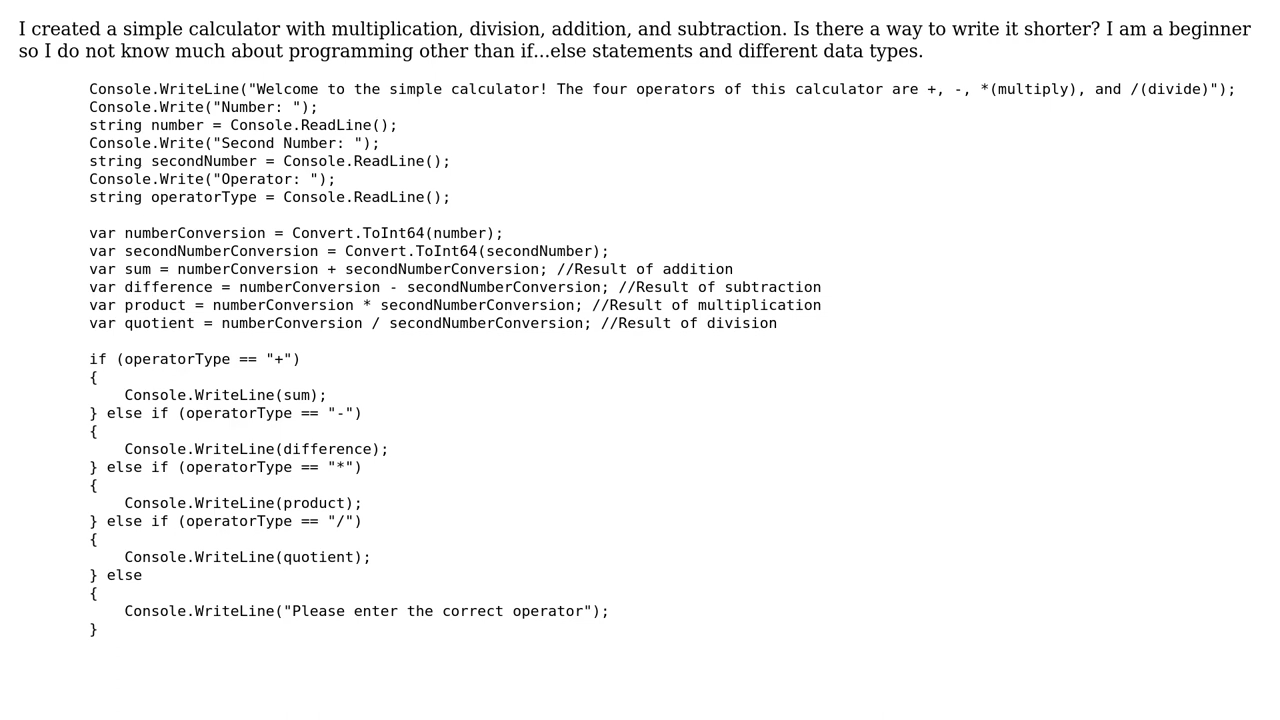 I created a simple calculator with multiplication, division, addition, and subtraction. Is there a way to write it shorter? I am a beginner
so I do not know much about programming other than if...else statements and different data types.
Console.WriteLine("Welcome to the simple calculator! The four operators of this calculator are +, -, *(multiply), and /(divide)");
Console.Write("Number: ");
string number = Console.ReadLine();
Console.Write("Second Number: ");
string secondNumber = Console.ReadLine();
Console.Write("Operator: ");
string operatorType = Console.ReadLine();
var numberConversion = Convert.ToInt64(number);
var secondNumberConversion = Convert.ToInt64(secondNumber);
var sum = numberConversion + secondNumberConversion; //Result of addition
var difference = numberConversion - secondNumberConversion; //Result of subtraction
var product = numberConversion * secondNumberConversion; //Result of multiplication
var quotient = numberConversion / secondNumberConversion; //Result of division
if (operatorType == "+")
{
    Console.WriteLine(sum);
} else if (operatorType == "-")
{
    Console.WriteLine(difference);
} else if (operatorType == "*")
{
    Console.WriteLine(product);
} else if (operatorType == "/")
{
    Console.WriteLine(quotient);
} else
{
    Console.WriteLine("Please enter the correct operator");
}